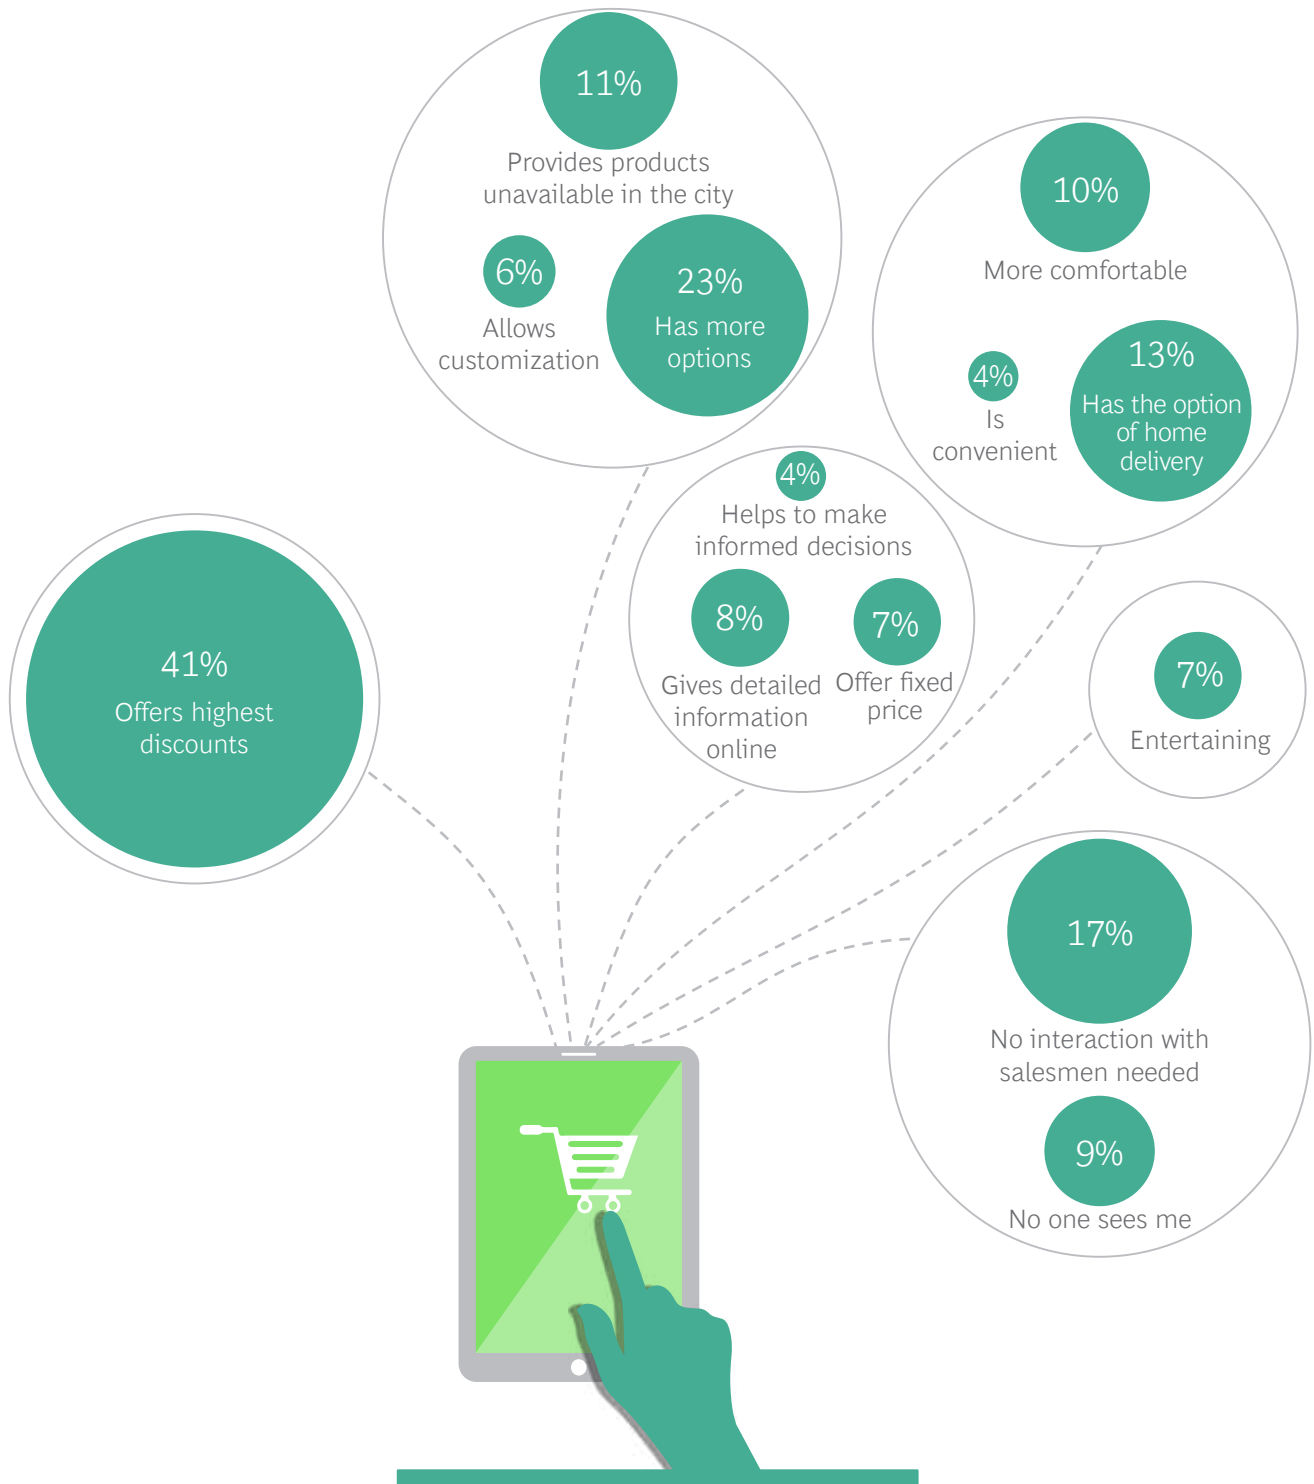 11%
Provides products
unavailable in the city
6%
Allows
customization
23%
Has more
options
10%
More comfortable
4%
Is
convenient
13%
Has the option
of home
delivery
4%
Helps to make
informed decisions
8%
Gives detailed
information
online
7%
Offer fixed
price
41%
Offers highest
discounts
7%
Entertaining
17%
No interaction with
salesmen needed
9%
No one sees me